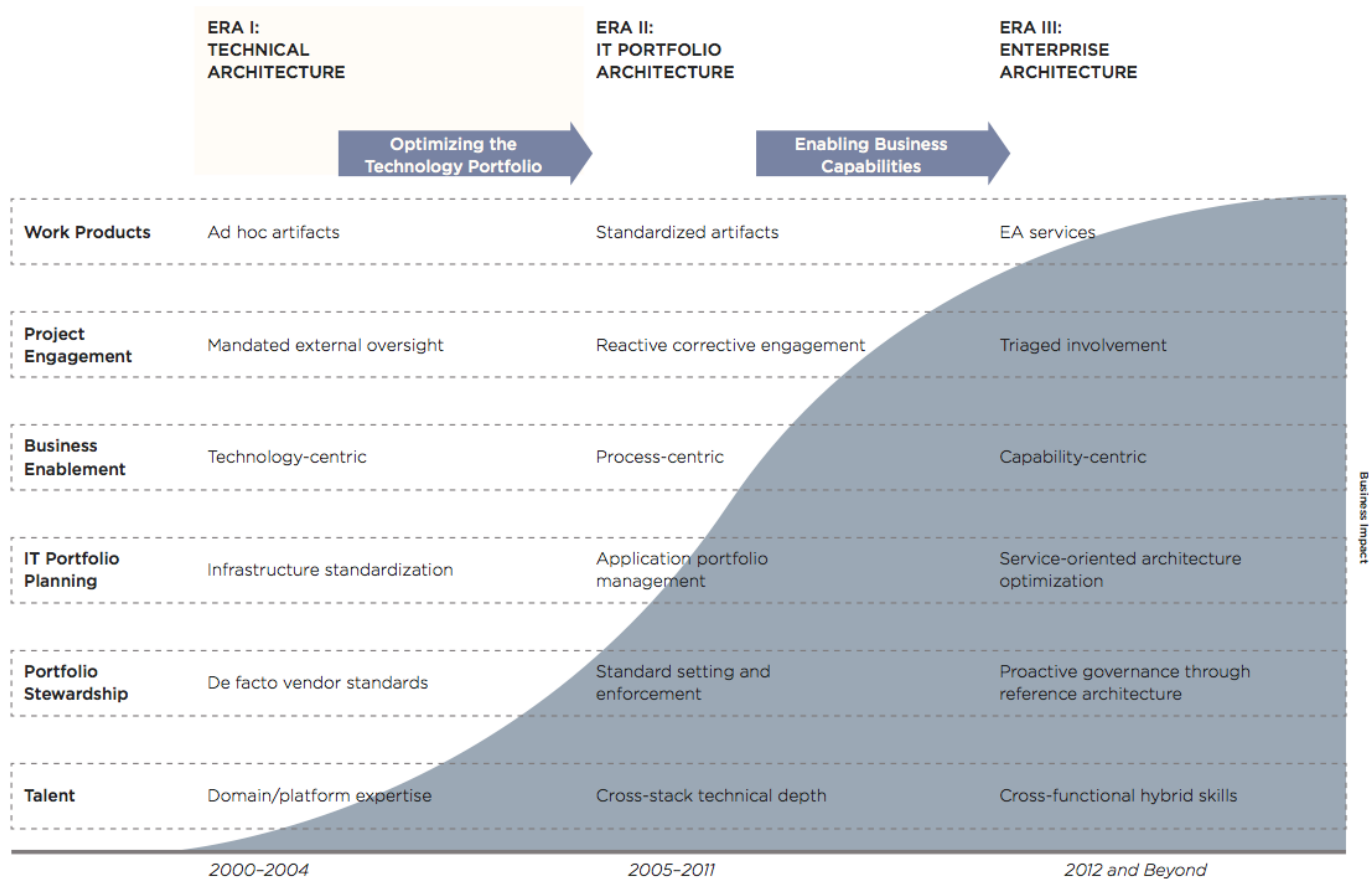 ERA I:
TECHNICAL
ARCHITECTURE
ERA II:
IT PORTFOLIO
ARCHITECTURE
ERA III:
ENTERPRISE
ARCHITECTURE
Optimizing the
Technology Portfolio
Enabling Business
Capabilities
Work Products
Ad hoc artifacts
Standardized artifacts
EA services
Project
Engagement
Mandated external oversight
Reactive corrective engagement
Triaged involvement
Business
Enablement
Technology-centric
Process-centric
Capability-centric
IT Portfolio
Planning
Infrastructure standardization
Application portfolio
management
Service-oriented architecture
optimization
Portfolio
Stewardship
De facto vendor standards
Standard setting and
enforcement
Proactive governance through
reference architecture
Talent
Domain/platform expertise
Cross-stack technical depth
Cross-functional hybrid skills
Business Impact
2000–2004
2005–2011
2012 and Beyond